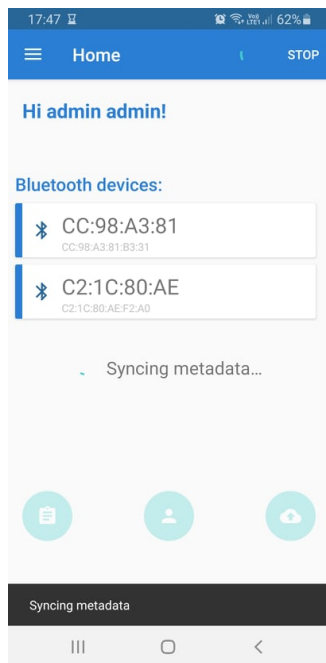 17:47 62%
Home STOP
Hi admin admin!
Bluetooth devices:
CC:98:A3:81
CC:98:A3:81:B3:31
C2:1C:80:AE
C2:1C:80:AE:F2:A0
Syncing metadata...
Syncing metadata